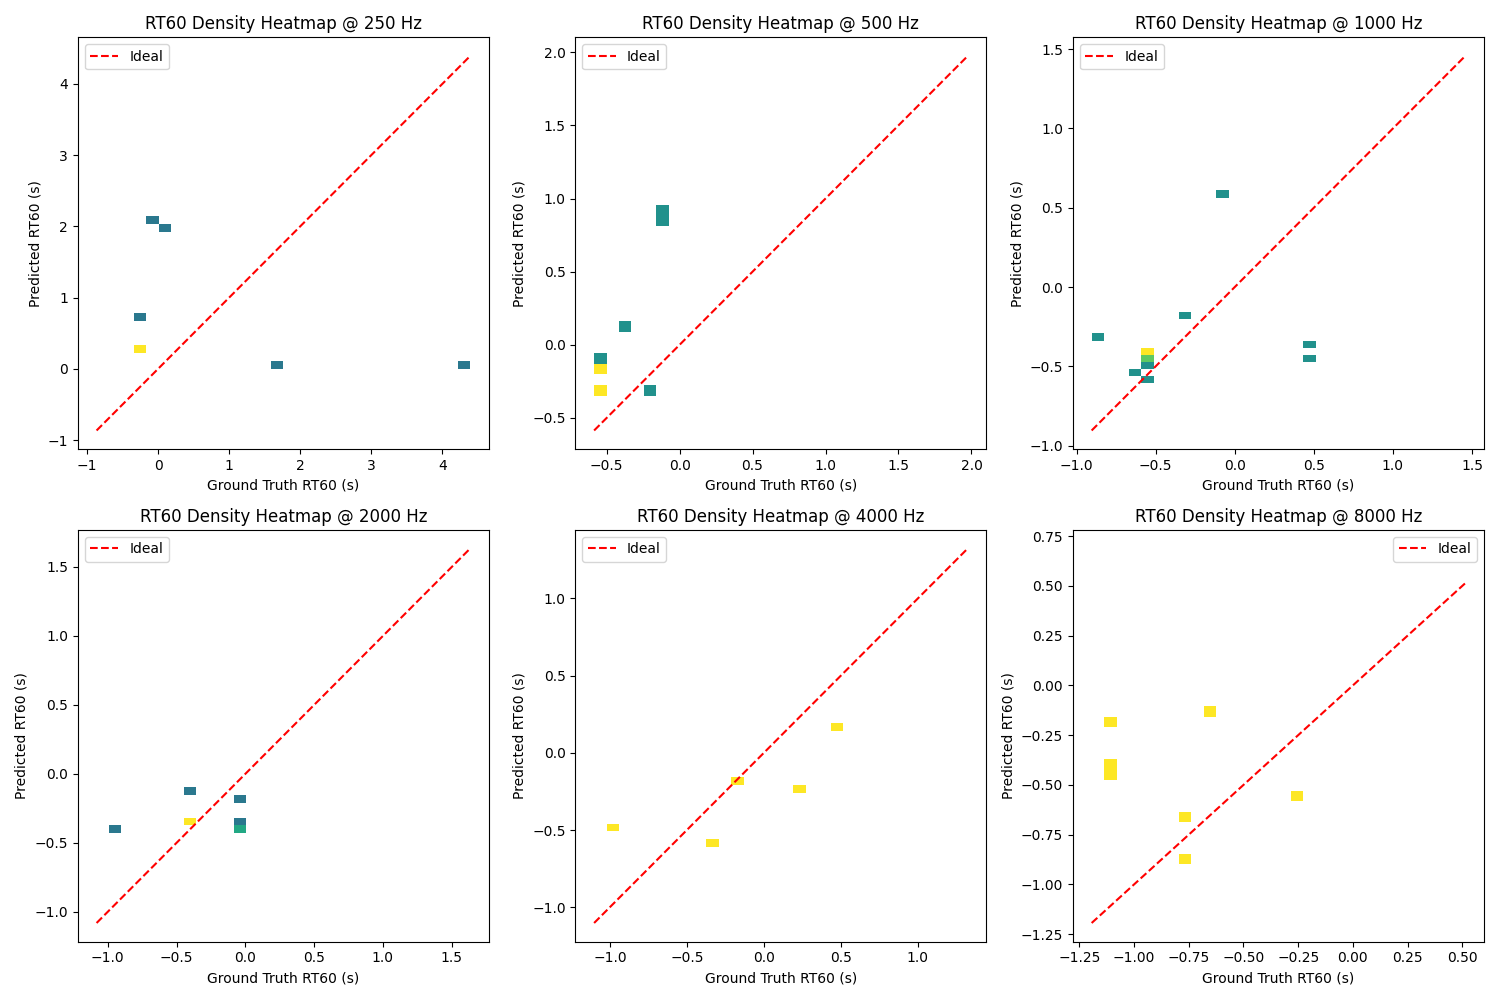 RT60 Density Heatmap @ 250 Hz
Ideal
Predicted RT60 (s)
4
3
2
1
0
−1
−1 0 1 2 3 4
Ground Truth RT60 (s)
RT60 Density Heatmap @ 500 Hz
Ideal
Predicted RT60 (s)
2.0
1.5
1.0
0.5
0.0
−0.5
−0.5 0.0 0.5 1.0 1.5 2.0
Ground Truth RT60 (s)
RT60 Density Heatmap @ 1000 Hz
Ideal
Predicted RT60 (s)
1.5
1.0
0.5
0.0
−0.5
−1.0
−1.0 −0.5 0.0 0.5 1.0 1.5
Ground Truth RT60 (s)
RT60 Density Heatmap @ 2000 Hz
Ideal
Predicted RT60 (s)
1.5
1.0
0.5
0.0
−0.5
−1.0
−1.0 −0.5 0.0 0.5 1.0 1.5
Ground Truth RT60 (s)
RT60 Density Heatmap @ 4000 Hz
Ideal
Predicted RT60 (s)
1.0
0.5
0.0
−0.5
−1.0
−1.0 −0.5 0.0 0.5 1.0
Ground Truth RT60 (s)
RT60 Density Heatmap @ 8000 Hz
Ideal
Predicted RT60 (s)
0.75
0.50
0.25
0.00
−0.25
−0.50
−0.75
−1.00
−1.25
−1.25 −1.00 −0.75 −0.50 −0.25 0.00 0.25 0.50
Ground Truth RT60 (s)